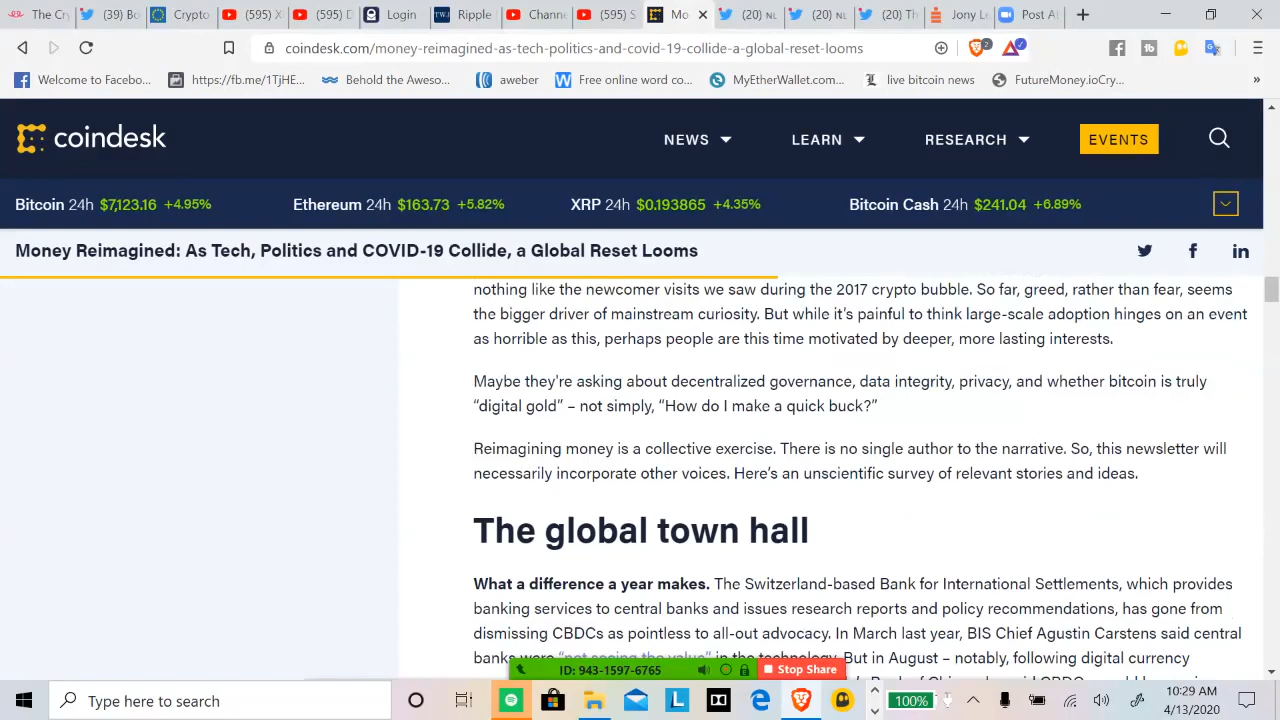 The Cr
(39) Bo
Crypto
(595) X
(595) D
Login
TWJ
Ripple
Chann
(595) S
Mo
(20) NL
(20) NL
(20) Th
Jony Le
Post At
coindesk.com/money-reimagined-as-tech-politics-and-covid-19-collide-a-global-reset-looms
2
Welcome to Facebo...
https://fb.me/1TjHE...
Behold the Aweso...
aweber
Free online word co...
MyEtherWallet.com...
live bitcoin news
FutureMoney.ioCry...
coindesk
NEWS
LEARN
RESEARCH
EVENTS
Bitcoin 24h $7,123.16 +4.95%
Ethereum 24h $163.73 +5.82%
XRP 24h $0.193865 +4.35%
Bitcoin Cash 24h $241.04 +6.89%
Money Reimagined: As Tech, Politics and COVID-19 Collide, a Global Reset Looms
nothing like the newcomer visits we saw during the 2017 crypto bubble. So far, greed, rather than fear, seems
the bigger driver of mainstream curiosity. But while it’s painful to think large-scale adoption hinges on an event
as horrible as this, perhaps people are this time motivated by deeper, more lasting interests.
Maybe they're asking about decentralized governance, data integrity, privacy, and whether bitcoin is truly
“digital gold” – not simply, “How do I make a quick buck?”
Reimagining money is a collective exercise. There is no single author to the narrative. So, this newsletter will
necessarily incorporate other voices. Here’s an unscientific survey of relevant stories and ideas.
The global town hall
What a difference a year makes. The Switzerland-based Bank for International Settlements, which provides
banking services to central banks and issues research reports and policy recommendations, has gone from
dismissing CBDCs as pointless to all-out advocacy. In March last year, BIS Chief Agustin Carstens said central
banks were “not seeing the value” in the technology. But in August – notably, following digital currency
ID: 943-1597-6765
Stop Share
Type here to search
100%
10:29 AM
4/13/2020